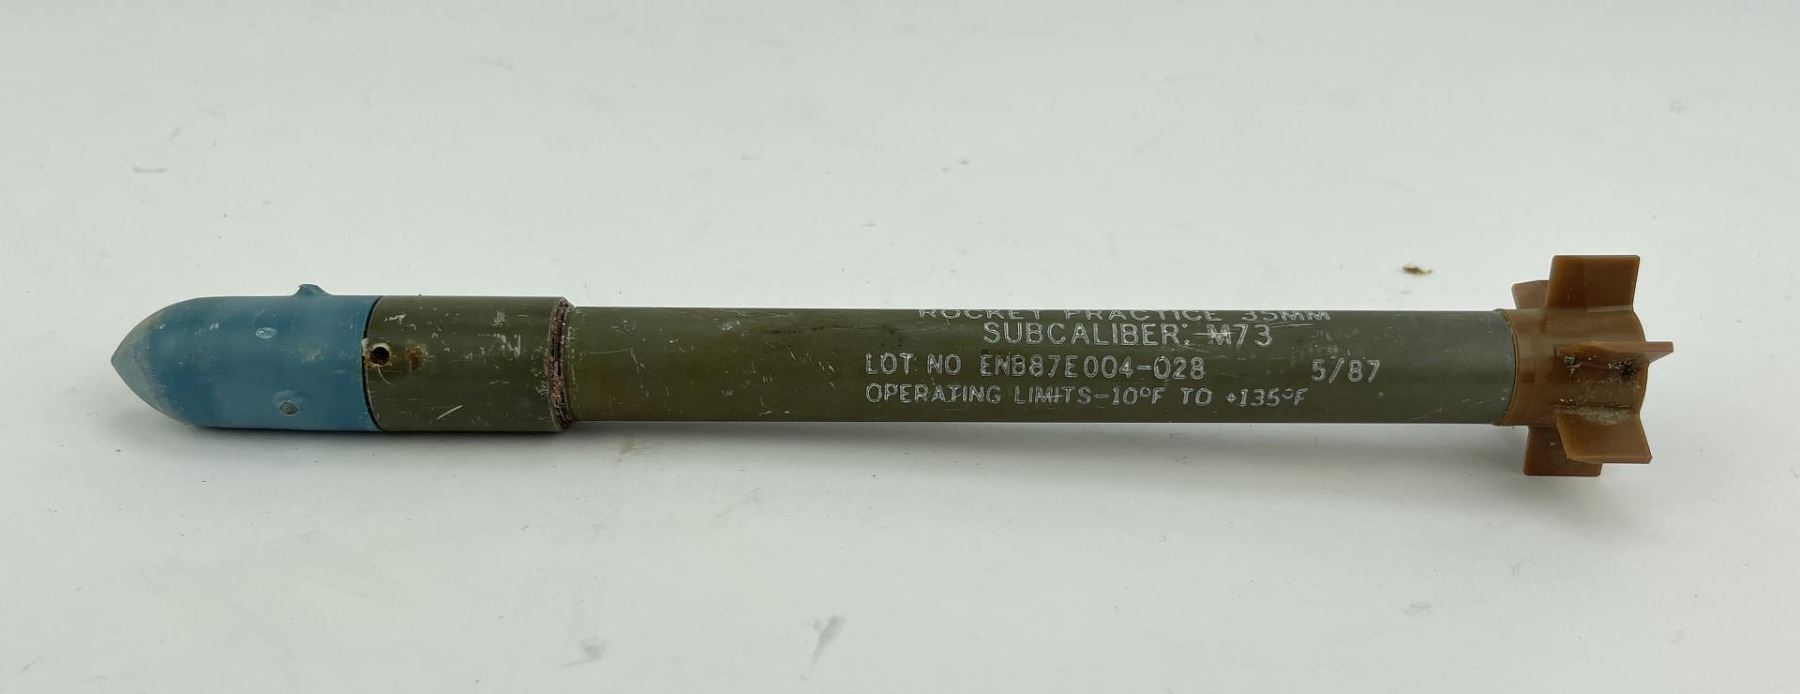 ROCKET PRACTICE 35MM
SUBCALIBER: M73
LOT NO ENB87E004-028 5/87
OPERATING LIMITS-10°F TO +135°F